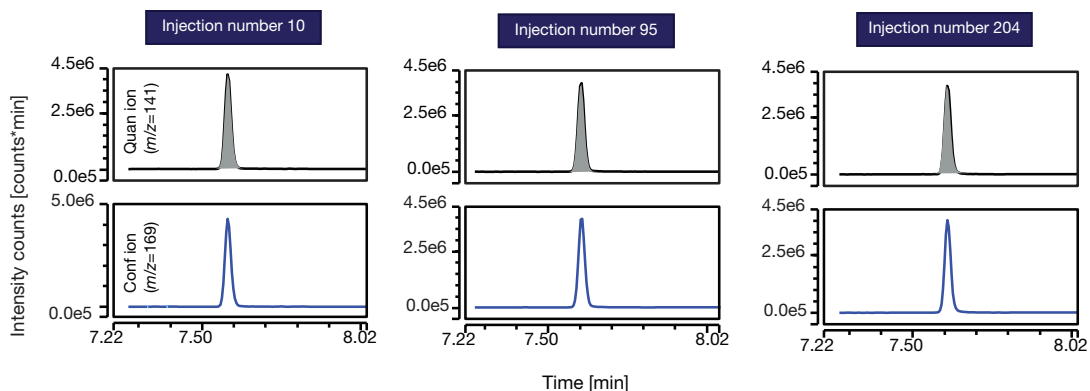 Injection number 10
Injection number 95
Injection number 204
Intensity counts [counts*min]
4.5e6
2.5e6
0.0e5
Quan ion
(m/z=141)
4.5e6
2.5e6
0.0e5
4.5e6
2.5e6
0.0e5
5.0e6
0.0e5
Conf ion
(m/z=169)
4.5e6
2.5e6
0.0e5
4.5e6
2.5e6
0.0e5
7.22 7.50 8.02
7.22 7.50 8.02
7.22 7.50 8.02
Time [min]